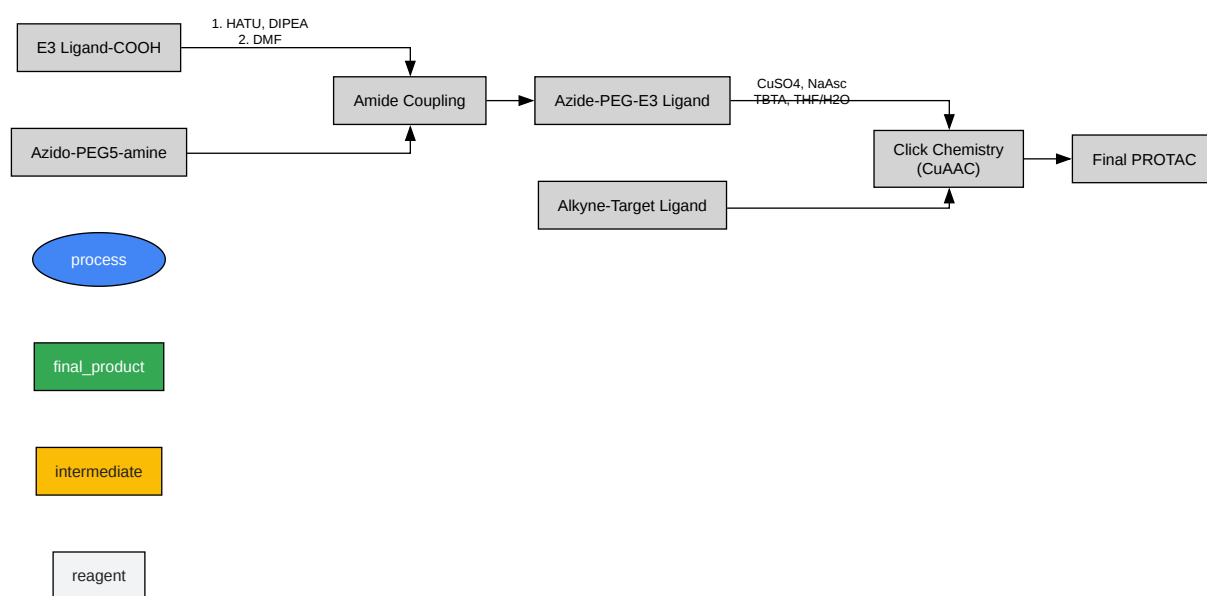 1. HATU, DIPEA
2. DMF
E3 Ligand-COOH
Amide Coupling
Azido-PEG5-amine
Azide-PEG-E3 Ligand
CuSO4, NaAsc
TBTA, THF/H2O
Alkyne-Target Ligand
Click Chemistry
(CuAAC)
Final PROTAC
process
final_product
intermediate
reagent